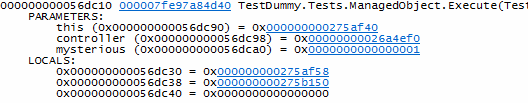 000000000056dc10 000007fe97a84d40 TestDummy.Tests.ManagedObject.Execute(Test
PARAMETERS:
this (0x000000000056dc90) = 0x000000000275af40
controller (0x000000000056dc98) = 0x00000000026a4ef0
mysterious (0x000000000056dca0) = 0x0000000000000001
LOCALS:
0x000000000056dc30 = 0x000000000275af58
0x000000000056dc38 = 0x000000000275b150
0x000000000056dc40 = 0x0000000000000000